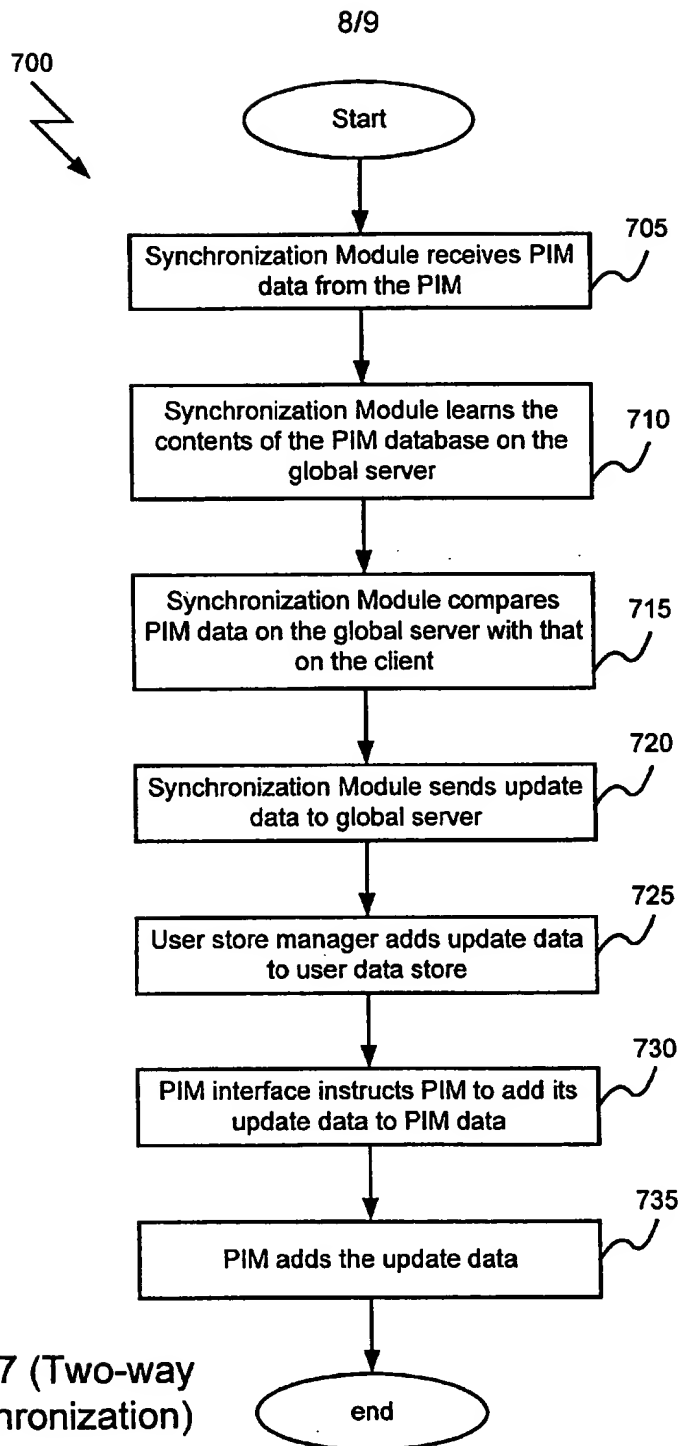 8/9
700
Start
705
Synchronization Module receives PIM
data from the PIM
710
Synchronization Module learns the
contents of the PIM database on the
global server
715
Synchronization Module compares
PIM data on the global server with that
on the client
720
Synchronization Module sends update
data to global server
725
User store manager adds update data
to user data store
730
PIM interface instructs PIM to add its
update data to PIM data
735
PIM adds the update data
7 (Two-way
hronization)
end